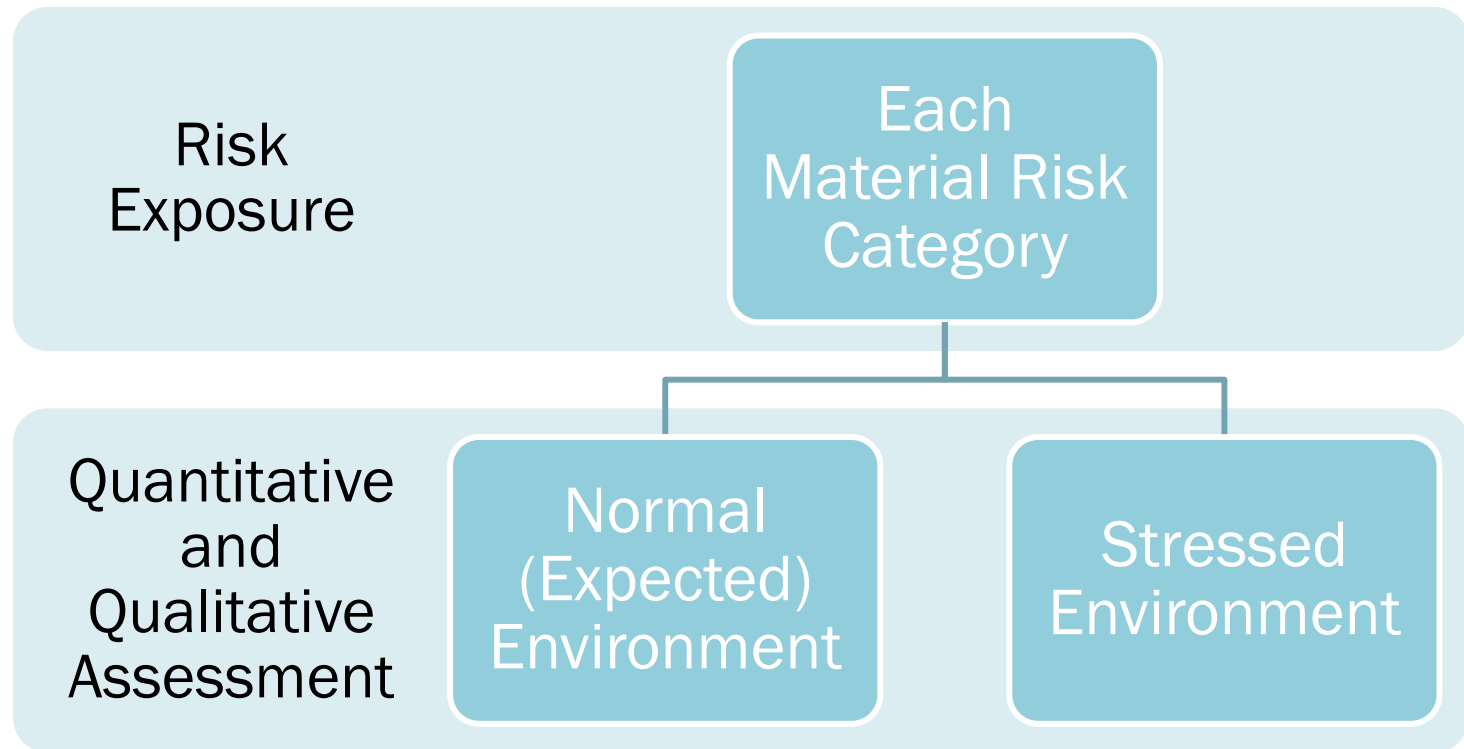 Risk
Exposure
Each
Material Risk
Category
Quantitative
and
Qualitative
Assessment
Normal
(Expected)
Environment
Stressed
Environment